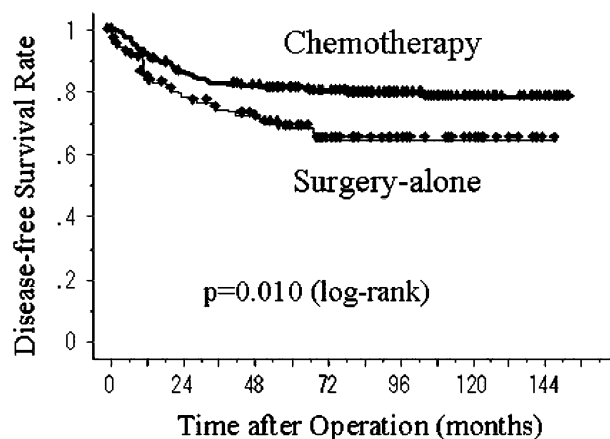 Disease-free Survival Rate
1
.8
.6
.4
.2
0
Chemotherapy
Surgery-alone
p=0.010 (log-rank)
0 24 48 72 96 120 144
Time after Operation (months)